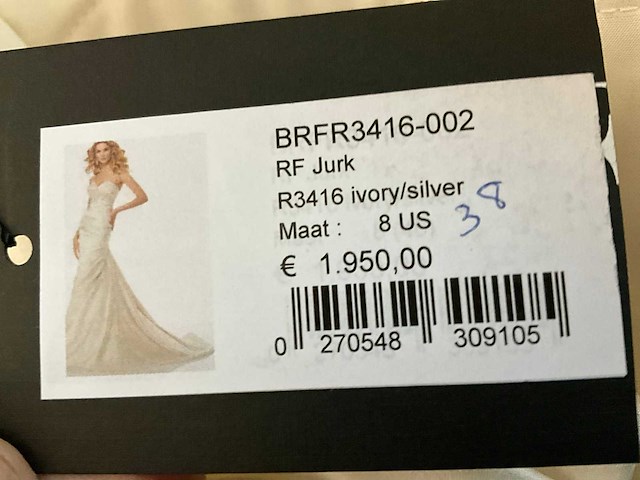 BRFR3416-002
RF Jurk
R3416 ivory/silver
Maat : 8 US 38
€ 1.950,00
0 270548 309105